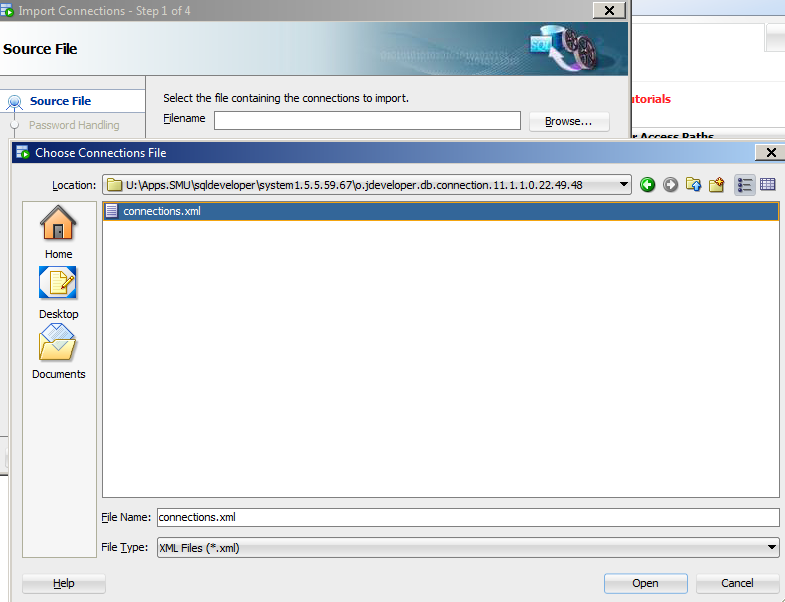 Import Connections - Step 1 of 4
Source File
SQL
Source File
Password Handling
Select the file containing the connections to import.
Filename
Browse...
utorials
r Access Paths
Choose Connections File
Location: U:\Apps.SMU\sqldeveloper\system1.5.5.59.67\o.jdeveloper.db.connection.11.1.1.0.22.49.48
connections.xml
Home
Desktop
Documents
File Name: connections.xml
File Type: XML Files (*.xml)
Help Open Cancel